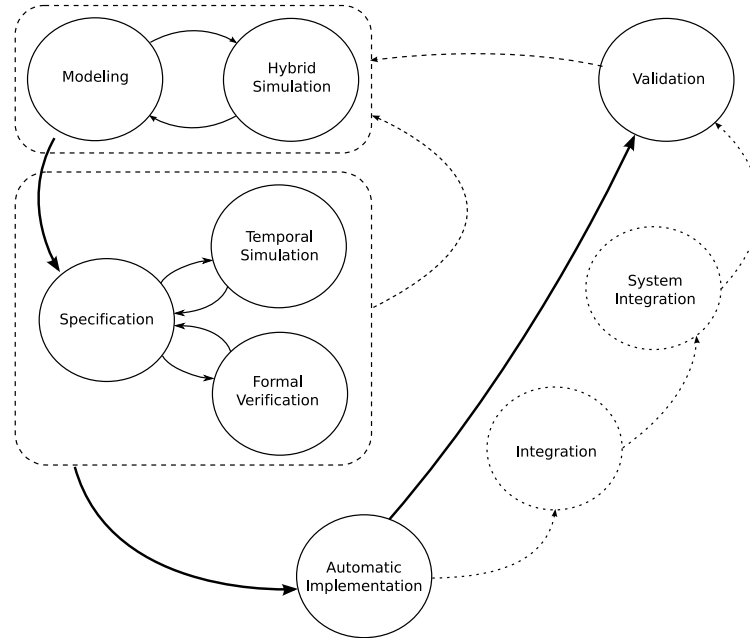 Modeling
Hybrid
Simulation
Validation
Temporal
Simulation
Specification
Formal
Verification
System
Integration
Integration
Automatic
Implementation